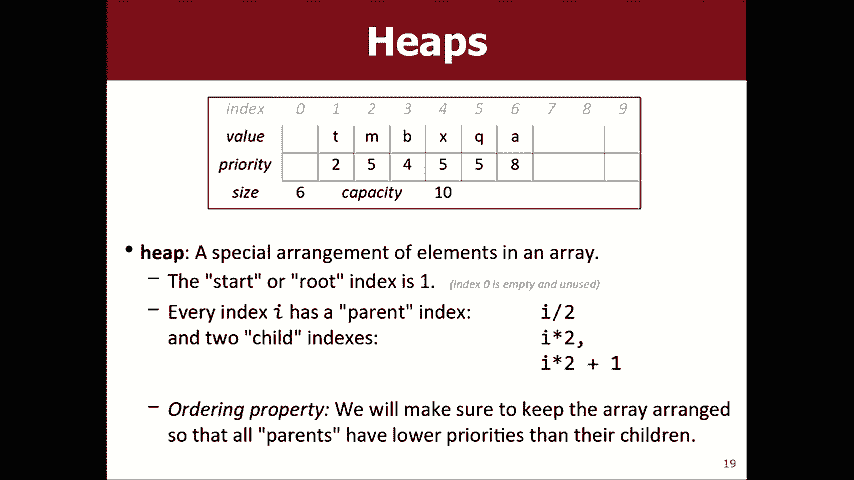 Heaps
index 0 1 2 3 4 5 6 7 8 9
value t m b x q a
priority 2 5 4 5 5 8
size 6 capacity 10
• heap: A special arrangement of elements in an array.
– The "start" or "root" index is 1. (index 0 is empty and unused)
– Every index i has a "parent" index: i/2
and two "child" indexes: i*2,
i*2 + 1
– Ordering property: We will make sure to keep the array arranged
so that all "parents" have lower priorities than their children.
19